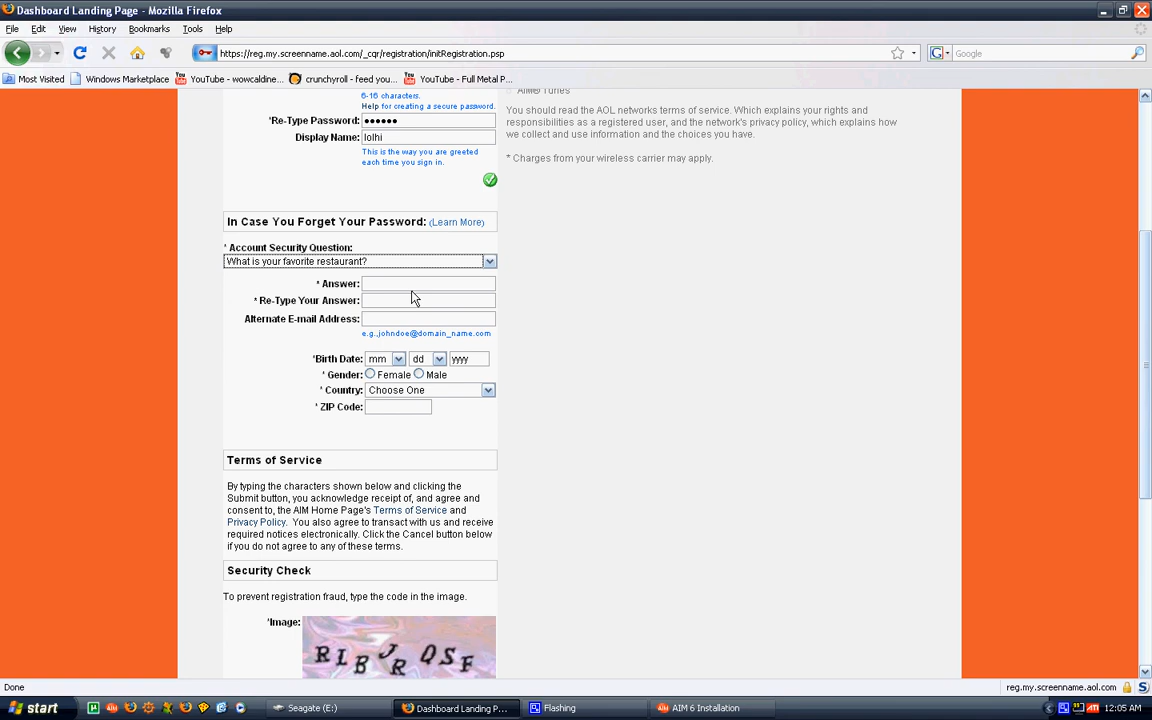 Dashboard Landing Page - Mozilla Firefox
File Edit View History Bookmarks Tools Help
https://reg.my.screenname.aol.com/_cqr/registration/initRegistration.psp
Google
Most Visited Windows Marketplace YouTube - wowcaldine... crunchyroll - feed you... YouTube - Full Metal P...
6-16 characters.
Help for creating a secure password.
*Re-Type Password: ••••••
Display Name: lolhi
This is the way you are greeted
each time you sign in.
You should read the AOL networks terms of service. Which explains your rights and
responsibilities as a registered user, and the network's privacy policy, which explains how
we collect and use information and the choices you have.
* Charges from your wireless carrier may apply.
In Case You Forget Your Password: (Learn More)
* Account Security Question:
What is your favorite restaurant?
* Answer:
* Re-Type Your Answer:
Alternate E-mail Address:
e.g.,johndoe@domain_name.com
*Birth Date: mm dd yyyy
* Gender: Female Male
* Country: Choose One
* ZIP Code:
Terms of Service
By typing the characters shown below and clicking the
Submit button, you acknowledge receipt of, and agree and
consent to, the AIM Home Page's Terms of Service and
Privacy Policy. You also agree to transact with us and receive
required notices electronically. Click the Cancel button below
if you do not agree to any of these terms.
Security Check
To prevent registration fraud, type the code in the image.
*Image:
RLBJRQSF
Done
reg.my.screenname.aol.com
start
Seagate (E:)
Dashboard Landing P...
Flashing
AIM 6 Installation
12:05 AM